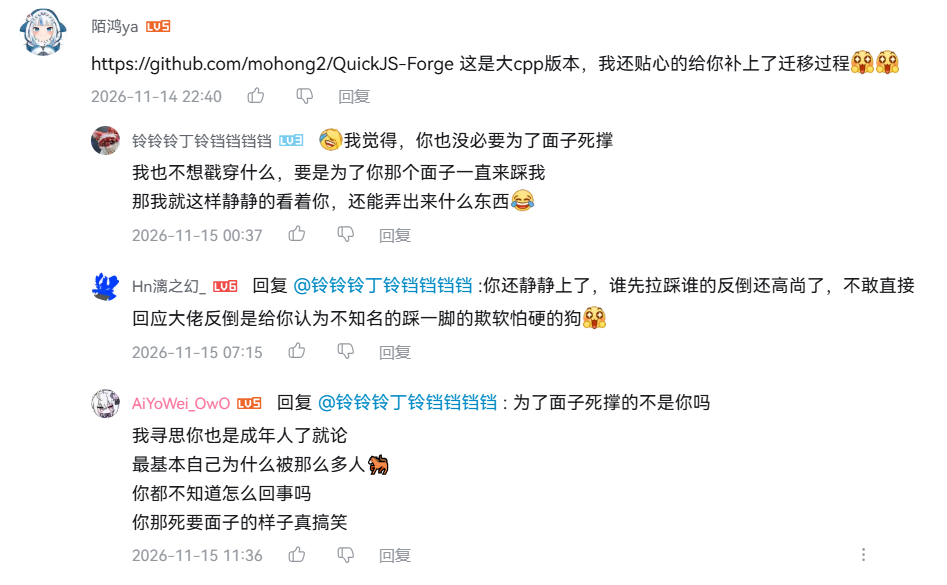 陌鸿ya LV5
https://github.com/mohong2/QuickJS-Forge 这是大cpp版本，我还贴心的给你补上了迁移过程
2026-11-14 22:40 回复
铃铃铃丁铃铛铛铛铛 LV3 我觉得，你也没必要为了面子死撑
我也不想戳穿什么，要是为了你那个面子一直来踩我
那我就这样静静的看着你，还能弄出来什么东西
2026-11-15 00:37 回复
Hn漓之幻_ LV6 回复 @铃铃铃丁铃铛铛铛铛 :你还静静上了，谁先拉踩谁的反倒还高尚了，不敢直接
回应大佬反倒是给你认为不知名的踩一脚的欺软怕硬的狗
2026-11-15 07:15 回复
AiYoWei_OwO LV5 回复 @铃铃铃丁铃铛铛铛铛 : 为了面子死撑的不是你吗
我寻思你也是成年人了就论
最基本自己为什么被那么多人
你都不知道怎么回事吗
你那死要面子的样子真搞笑
2026-11-15 11:36 回复